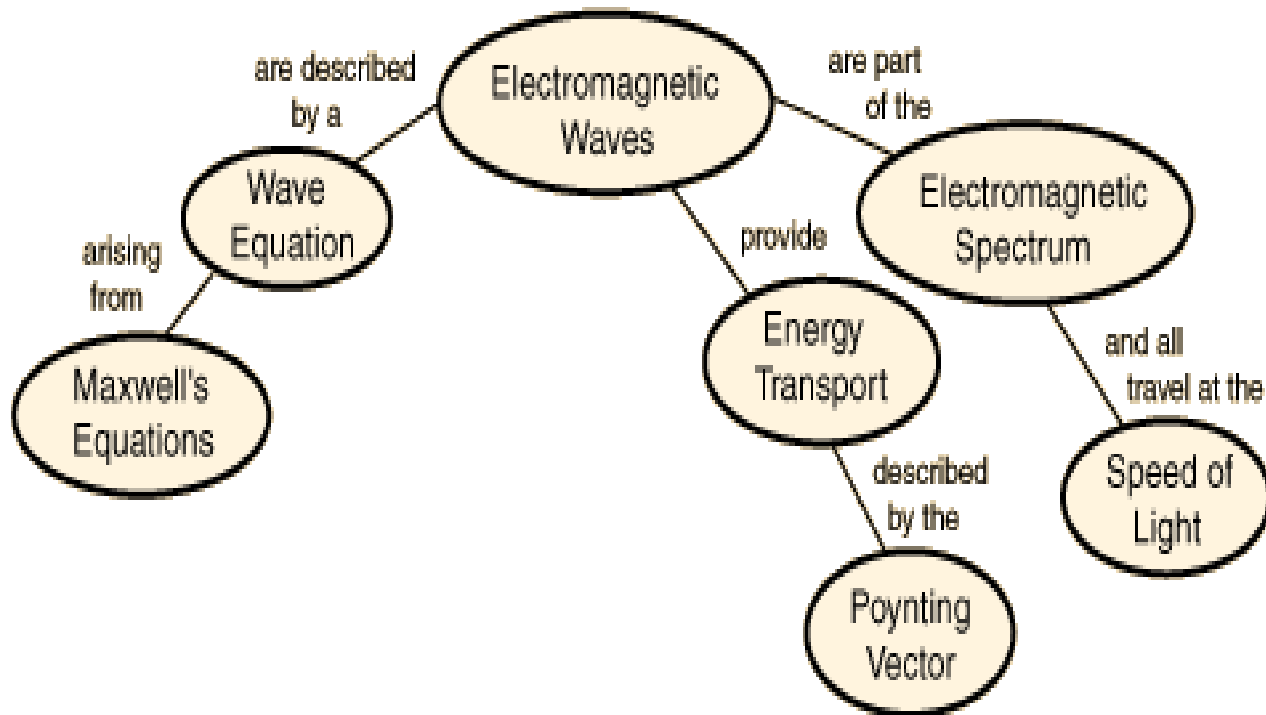 are described
by a
Electromagnetic
Waves
are part
of the
Wave
Equation
Electromagnetic
Spectrum
arising
from
provide
Maxwell's
Equations
Energy
Transport
and all
travel at the
described
by the
Speed of
Light
Poynting
Vector